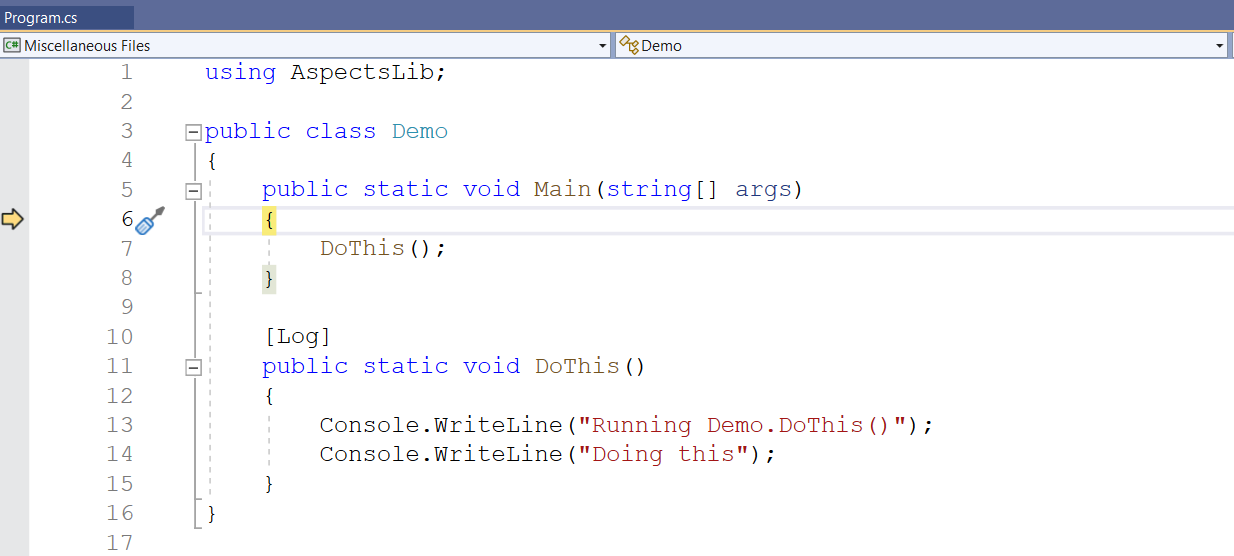 Program.cs
C# Miscellaneous Files Demo
1 using AspectsLib;
2
3 public class Demo
4 {
5 public static void Main(string[] args)
6 {
7 DoThis();
8 }
9
10 [Log]
11 public static void DoThis()
12 {
13 Console.WriteLine("Running Demo.DoThis()");
14 Console.WriteLine("Doing this");
15 }
16 }
17